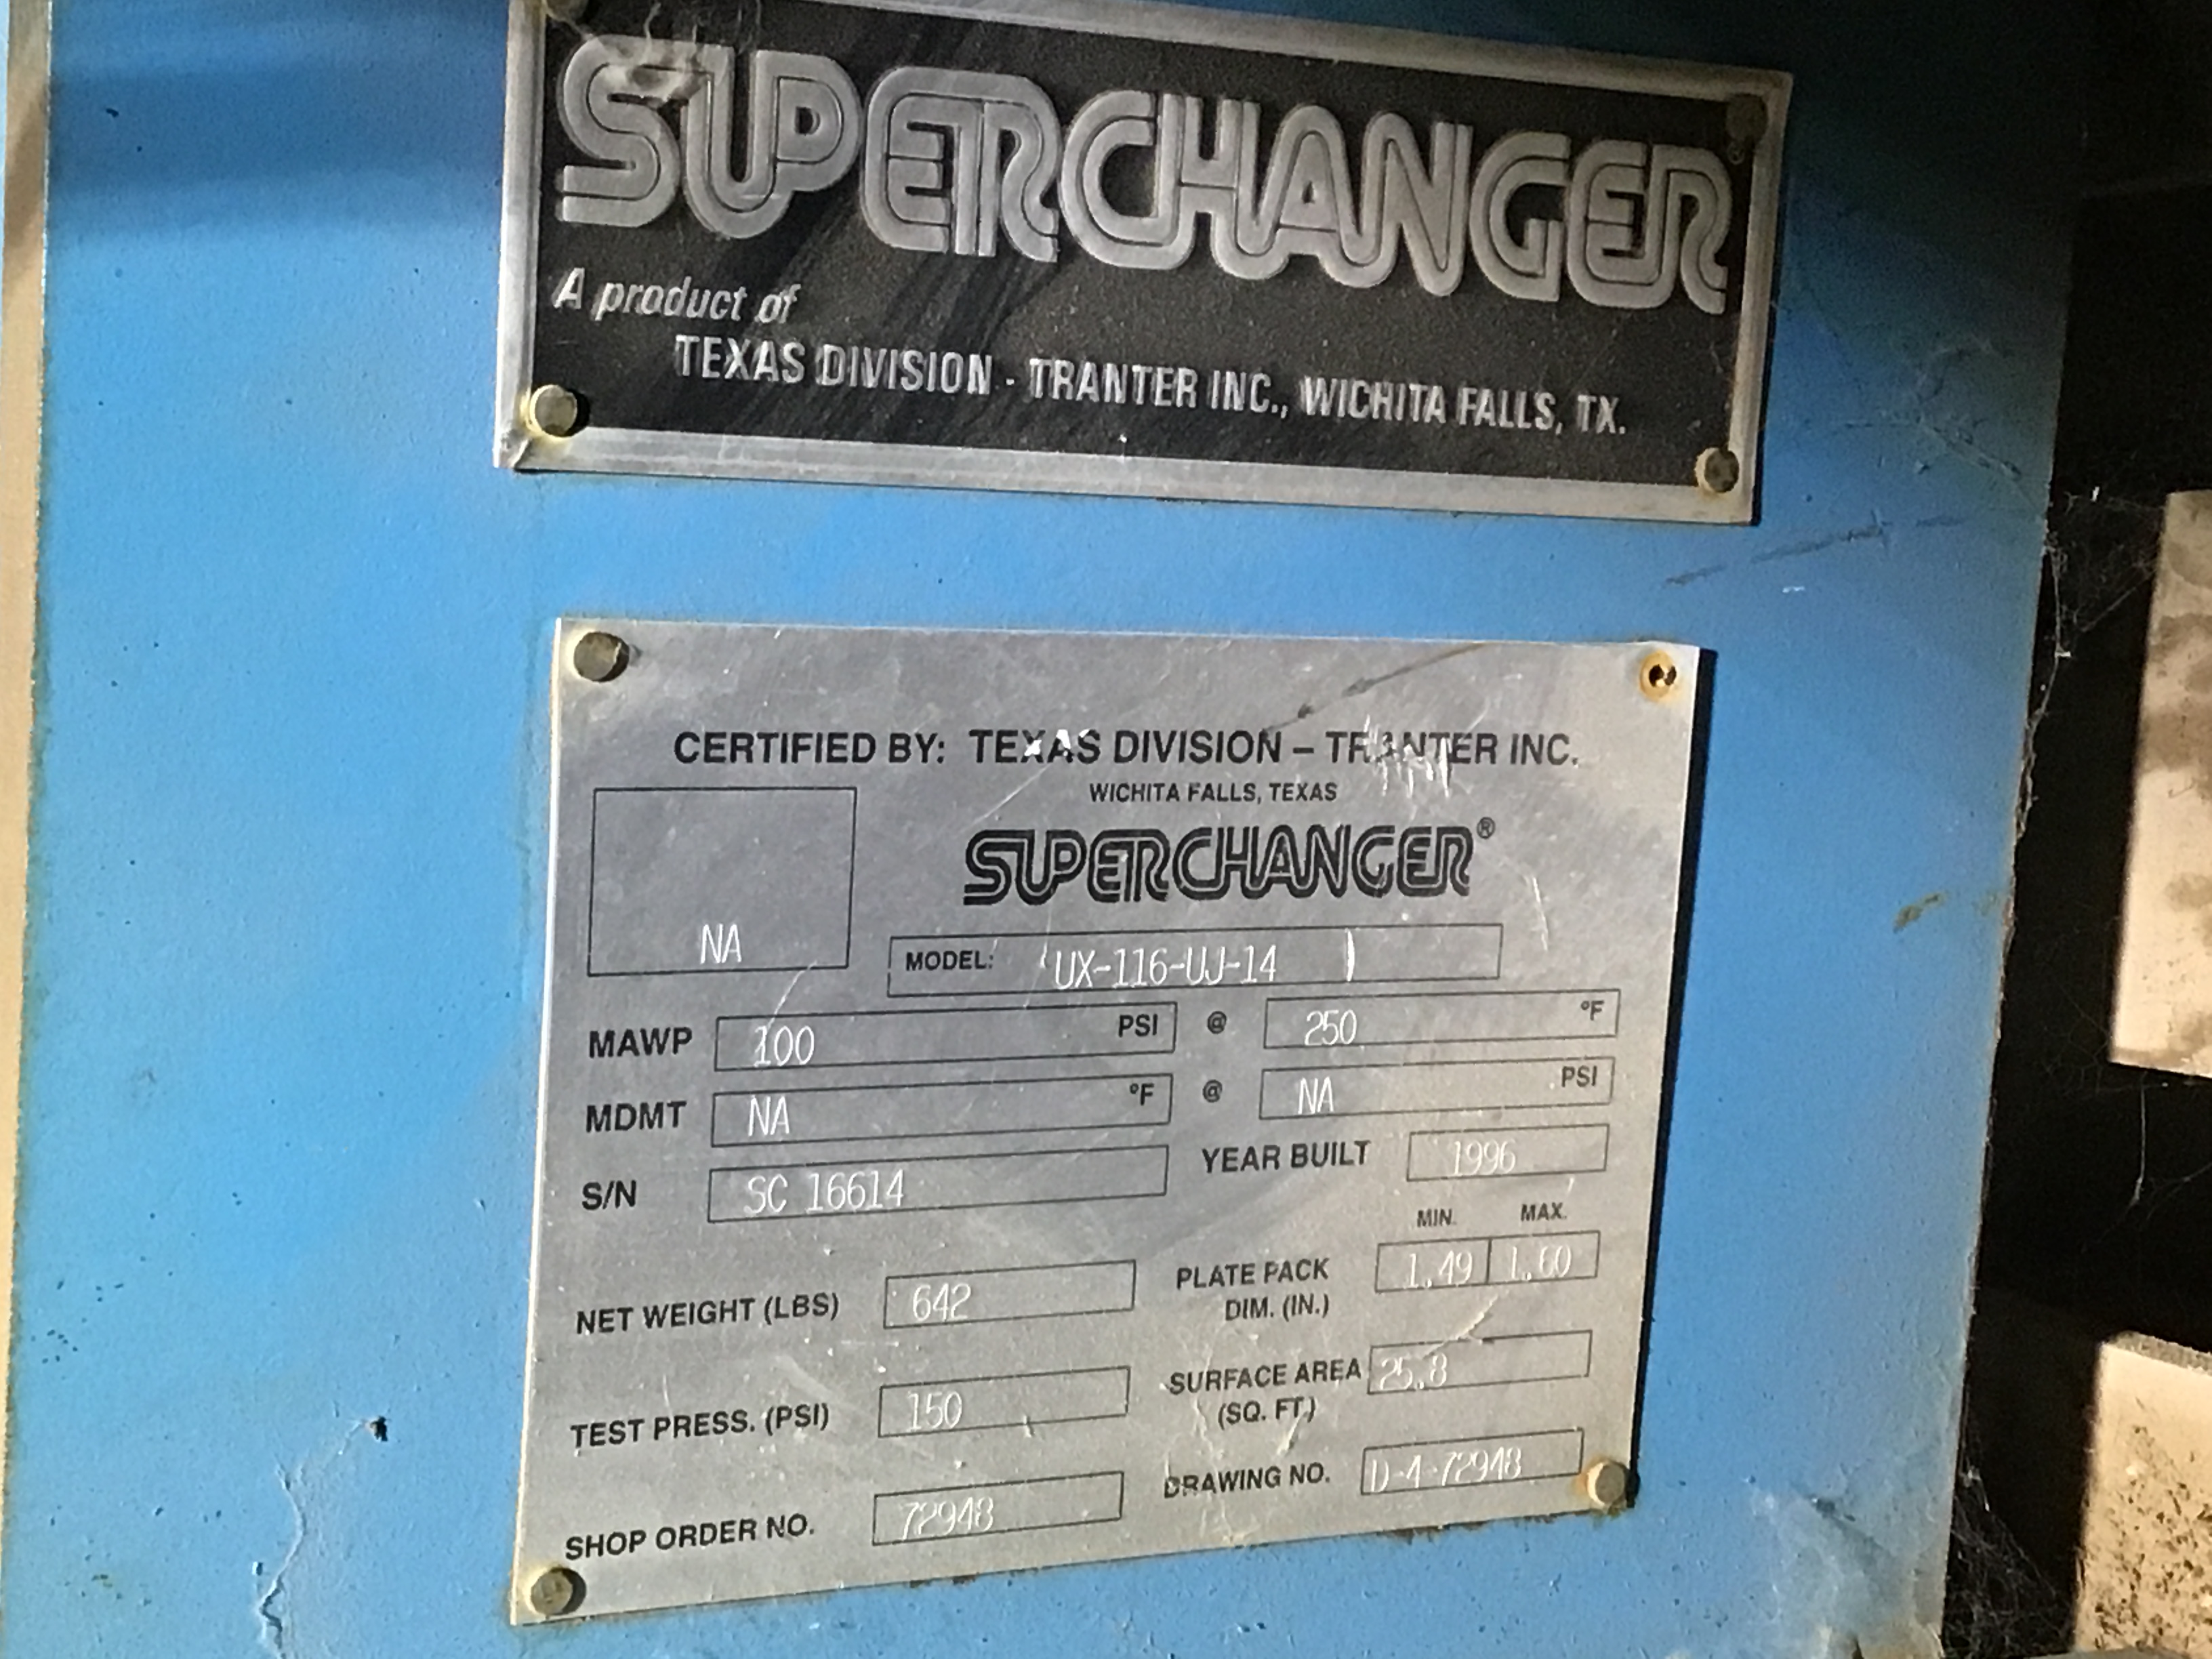 SUPERCHANGER
A product of
TEXAS DIVISION - TRANTER INC., WICHITA FALLS, TX.
CERTIFIED BY: TEXAS DIVISION – TRANTER INC.
WICHITA FALLS, TEXAS
SUPERCHANGER®
NA
MODEL: UX-116-UJ-14
MAWP 100 PSI @ 250 °F
MDMT NA °F @ NA PSI
S/N SC 16614 YEAR BUILT 1996
MIN. MAX.
NET WEIGHT (LBS) 642 PLATE PACK DIM. (IN.) 1.49 1.60
TEST PRESS. (PSI) 150 SURFACE AREA (SQ. FT.) 25.8
SHOP ORDER NO. 72948 DRAWING NO. D-4-72948